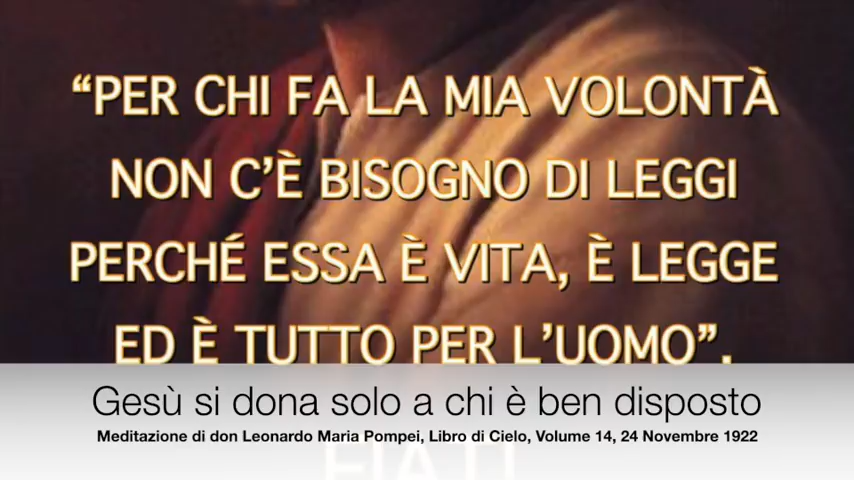 “PER CHI FA LA MIA VOLONTÀ
NON C’È BISOGNO DI LEGGI
PERCHÉ ESSA È VITA, È LEGGE
ED È TUTTO PER L’UOMO”.
Gesù si dona solo a chi è ben disposto
Meditazione di don Leonardo Maria Pompei, Libro di Cielo, Volume 14, 24 Novembre 1922